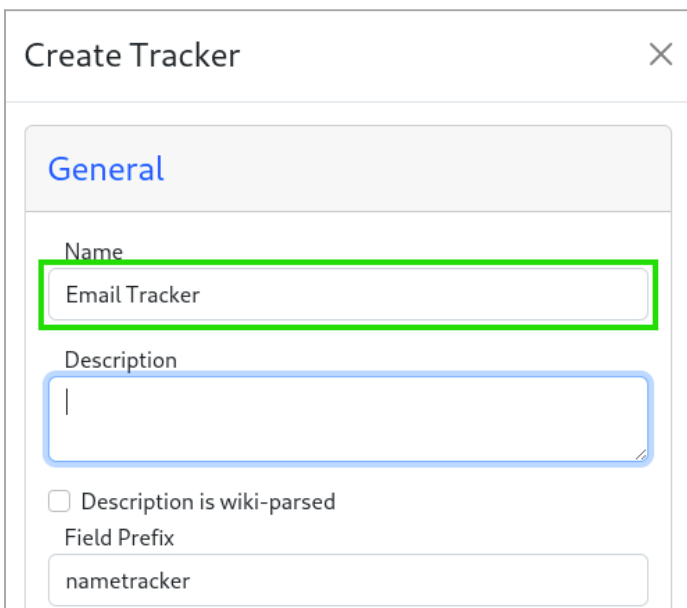 Create Tracker
General
Name
Email Tracker
Description
Description is wiki-parsed
Field Prefix
nametracker